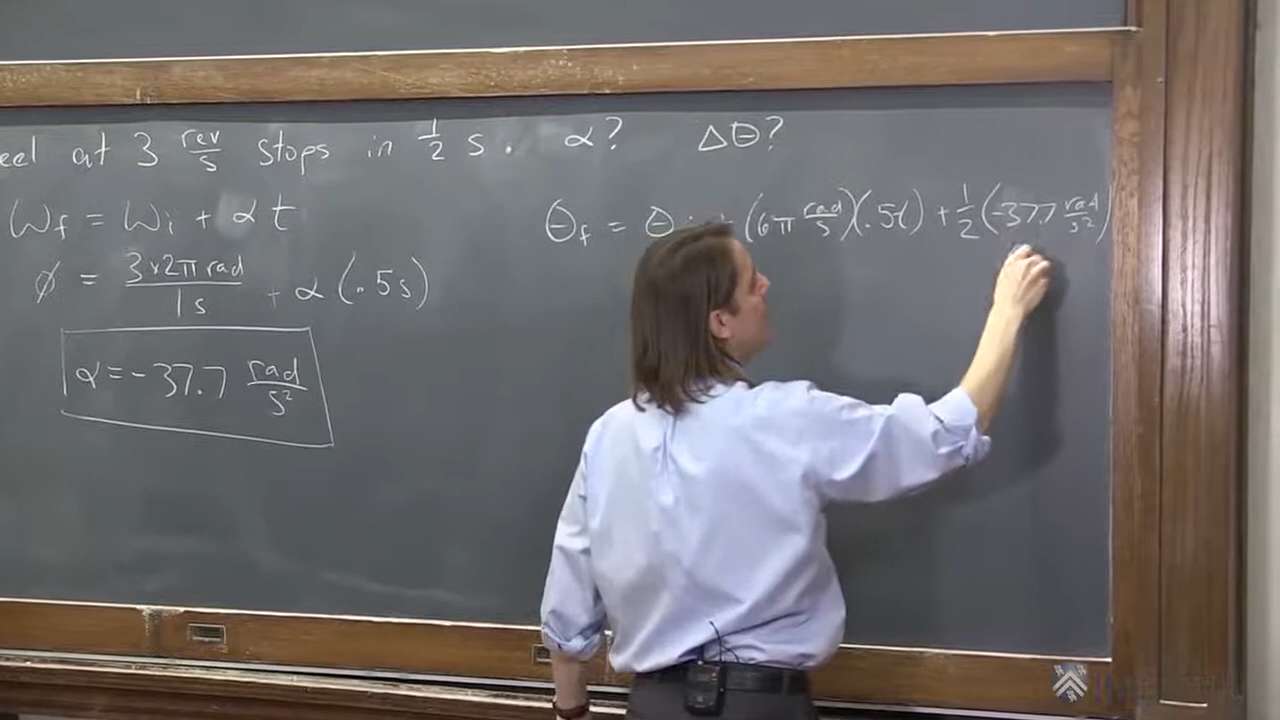 eel at 3 rev/s stops in 1/2 s. α? Δθ?
ωf = ωi + αt
∅ = 3×2π rad/1s + α(.5s)
α = -37.7 rad/s²
θf = θ (6π rad/s)(.5s) + 1/2(-37.7 rad/s²)